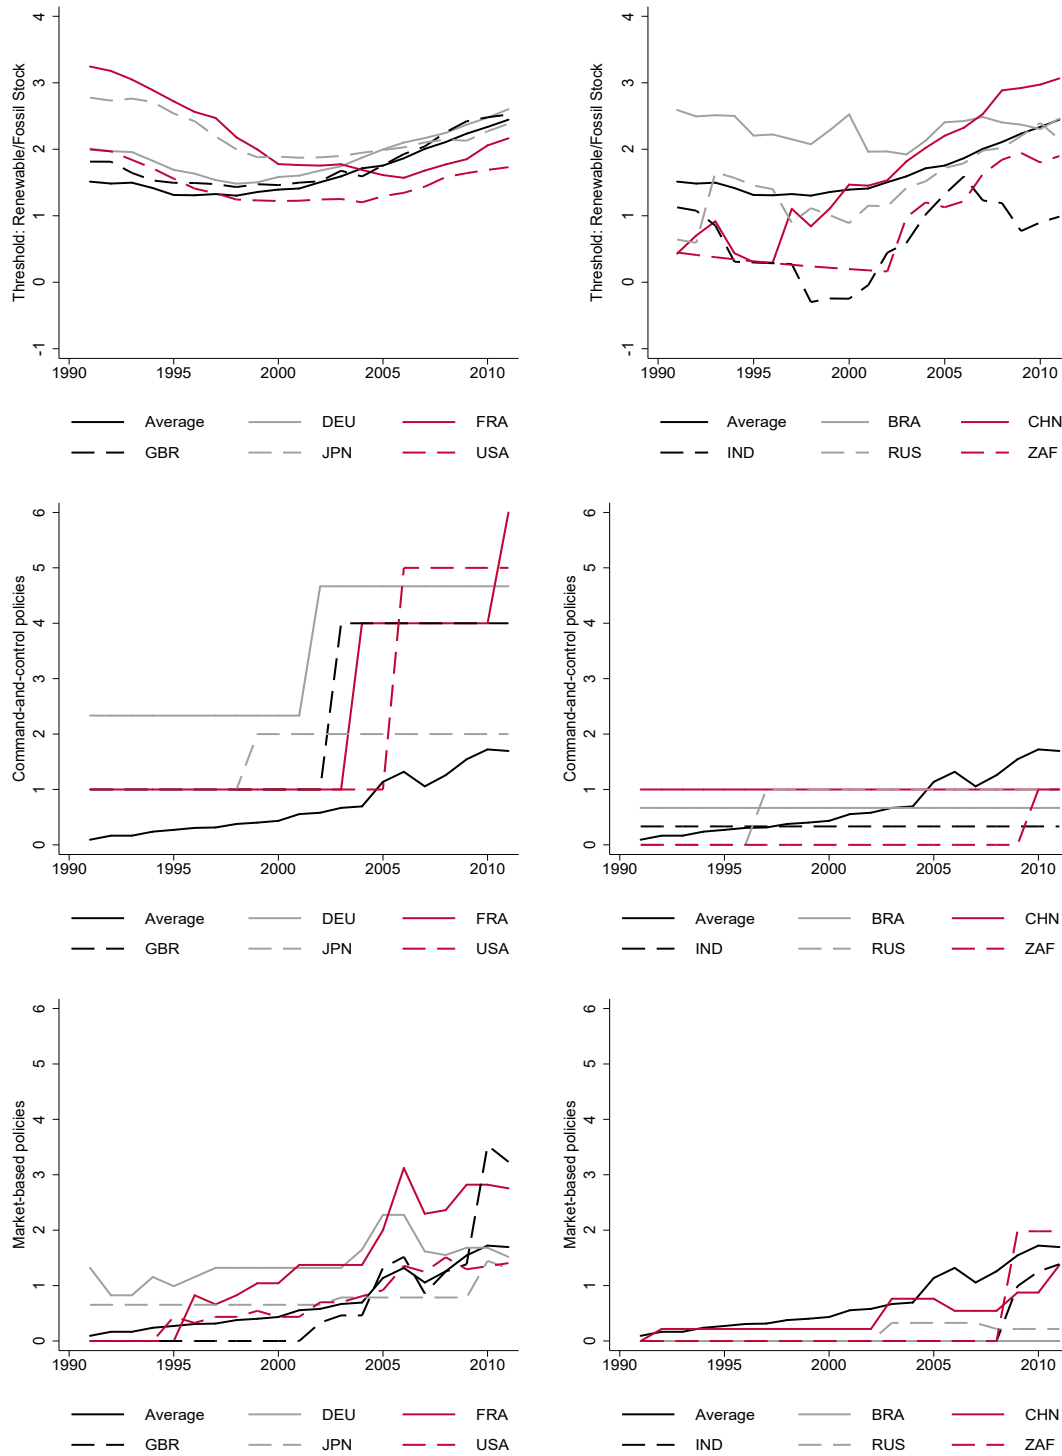 Threshold: Renewable/Fossil Stock
4
3
2
1
0
-1
1990 1995 2000 2005 2010
Average DEU FRA
GBR JPN USA
Threshold: Renewable/Fossil Stock
4
3
2
1
0
-1
1990 1995 2000 2005 2010
Average BRA CHN
IND RUS ZAF
Command-and-control policies
6
5
4
3
2
1
0
1990 1995 2000 2005 2010
Average DEU FRA
GBR JPN USA
Command-and-control policies
6
5
4
3
2
1
0
1990 1995 2000 2005 2010
Average BRA CHN
IND RUS ZAF
Market-based policies
6
5
4
3
2
1
0
1990 1995 2000 2005 2010
Average DEU FRA
GBR JPN USA
Market-based policies
6
5
4
3
2
1
0
1990 1995 2000 2005 2010
Average BRA CHN
IND RUS ZAF